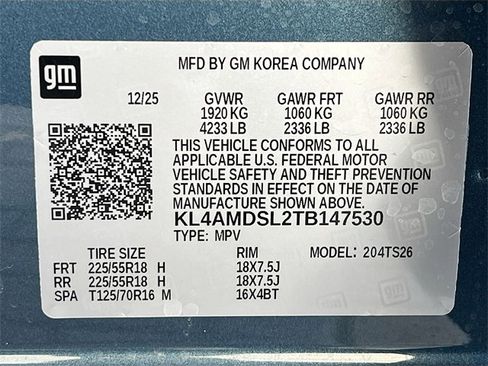 gm
MFD BY GM KOREA COMPANY
12/25 GVWR GAWR FRT GAWR RR
1920 KG 1060 KG 1060 KG
4233 LB 2336 LB 2336 LB
THIS VEHICLE CONFORMS TO ALL
APPLICABLE U.S. FEDERAL MOTOR
VEHICLE SAFETY AND THEFT PREVENTION
STANDARDS IN EFFECT ON THE DATE OF
MANUFACTURE SHOWN ABOVE.
KL4AMDSL2TB147530
TYPE: MPV MODEL: 204TS26
TIRE SIZE RIM
FRT 225/55R18 H 18X7.5J
RR 225/55R18 H 18X7.5J
SPA T125/70R16 M 16X4BT